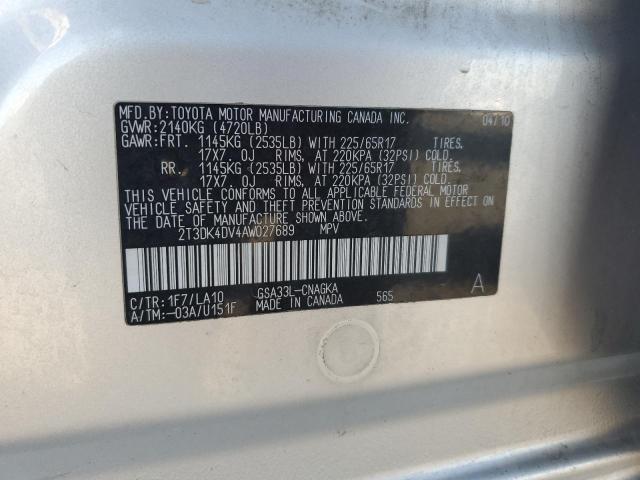 MFD.BY:TOYOTA MOTOR MANUFACTURING CANADA INC. 04/10
GVWR:2140KG (4720LB)
GAWR:FRT. 1145KG (2535LB) WITH 225/65R17 TIRES.
17X7. 0J RIMS, AT 220KPA (32PSI) COLD.
RR. 1145KG (2535LB) WITH 225/65R17 TIRES.
17X7. 0J RIMS, AT 220KPA (32PSI) COLD.
THIS VEHICLE CONFORMS TO ALL APPLICABLE FEDERAL MOTOR
VEHICLE SAFETY AND THEFT PREVENTION STANDARDS IN EFFECT ON
THE DATE OF MANUFACTURE SHOWN ABOVE.
2T3DK4DV4AW027689 MPV
C/TR:1F7/LA10 GSA33L-CNAGKA A
A/TM:-03A/U151F MADE IN CANADA 565